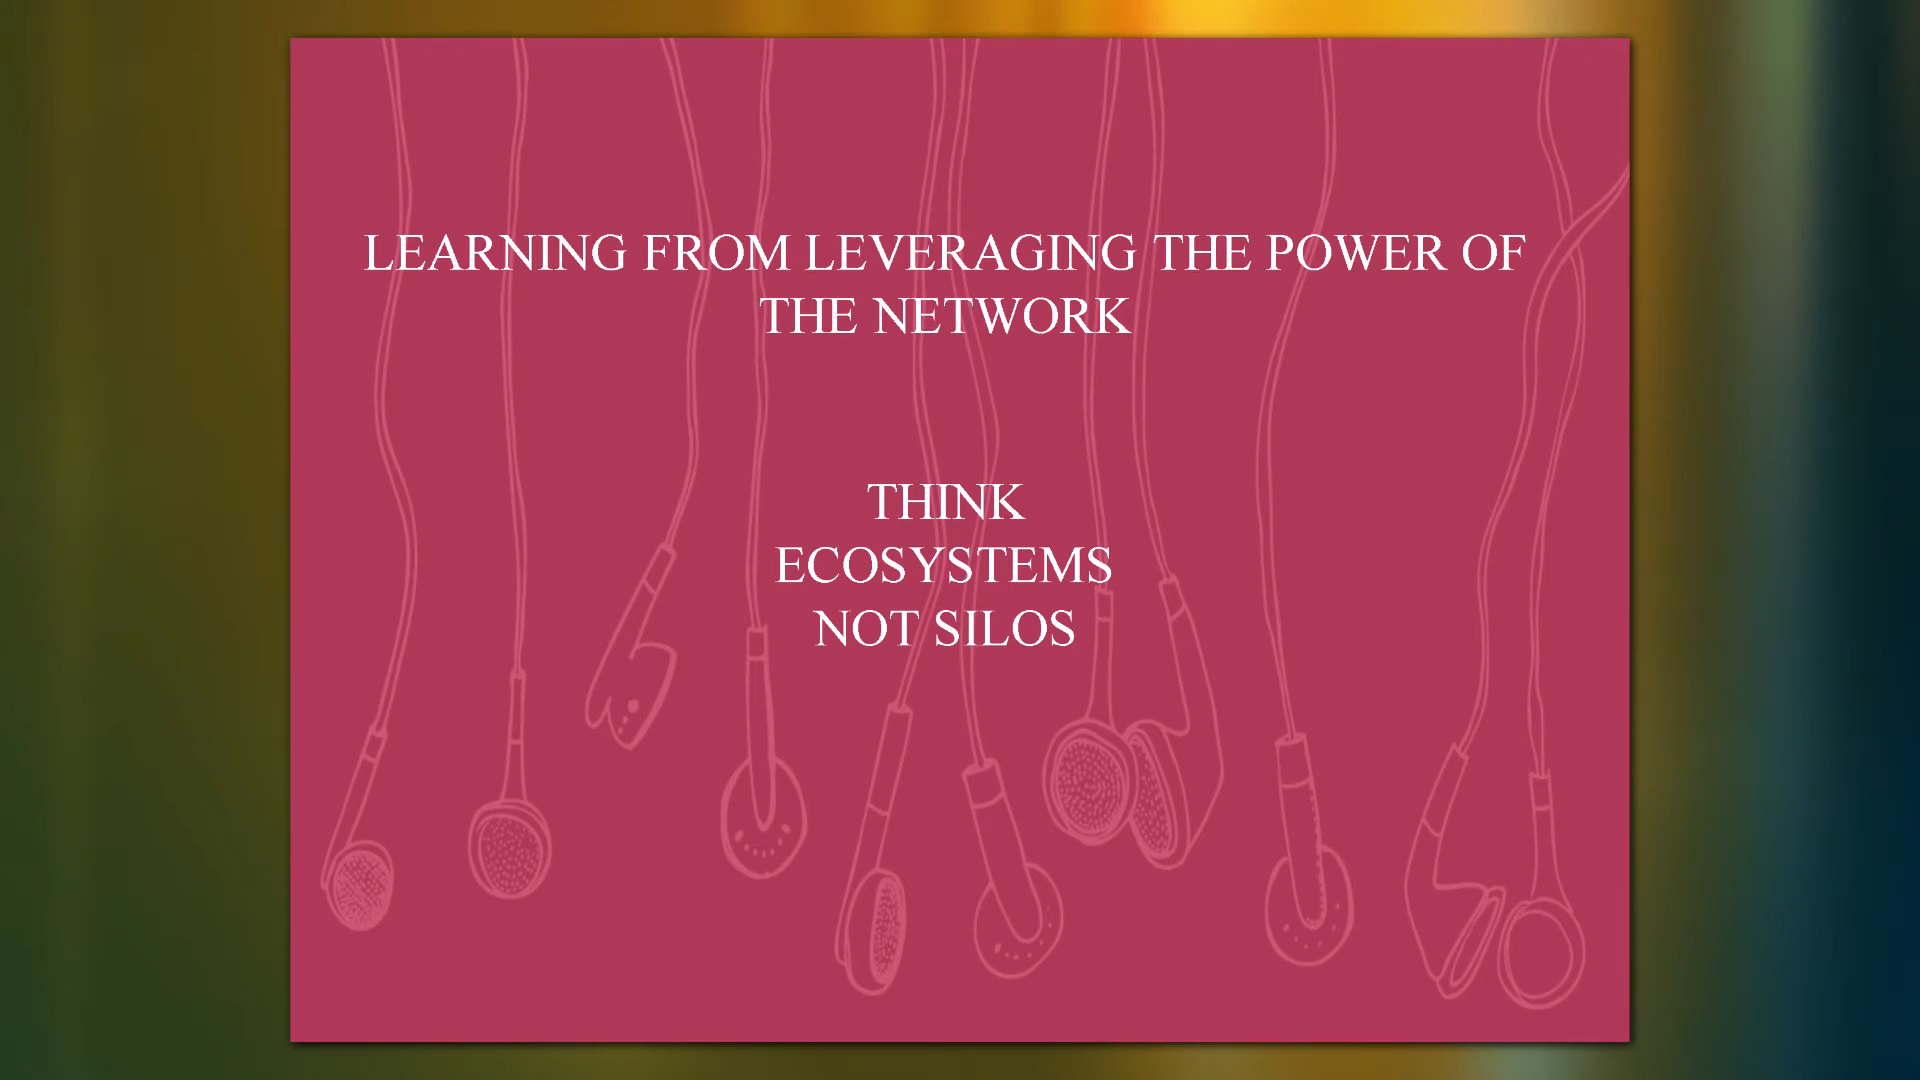 LEARNING FROM LEVERAGING THE POWER OF
THE NETWORK
THINK
ECOSYSTEMS
NOT SILOS